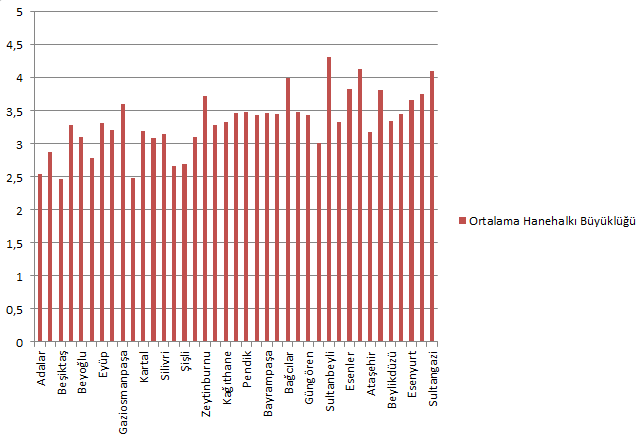 5
4,5
4
3,5
3
2,5
2
1,5
1
0,5
0
Adalar
Beşiktaş
Beyoğlu
Eyüp
Gaziosmanpaşa
Kartal
Silivri
Şişli
Zeytinburnu
Kağıthane
Pendik
Bayrampaşa
Bağcılar
Güngören
Sultanbeyli
Esenler
Ataşehir
Beylikdüzü
Esenyurt
Sultangazi
Ortalama Hanehalkı Büyüklüğü